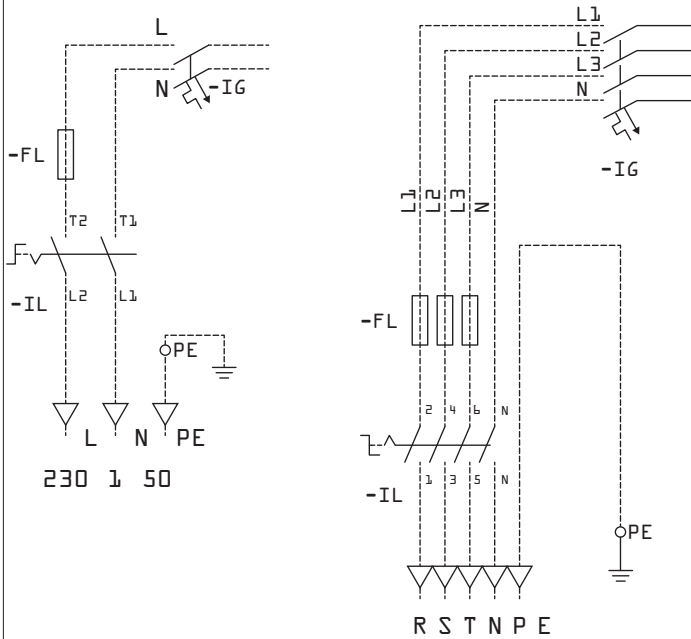 L
N
-IG
-FL
T2 T1
-IL
L2 L1
PE
L N PE
230 1 50
L1
L2
L3
N
-IG
L1 L2 L3 N
-FL
2 4 6 N
-IL
1 3 5 N
PE
R S T N P E